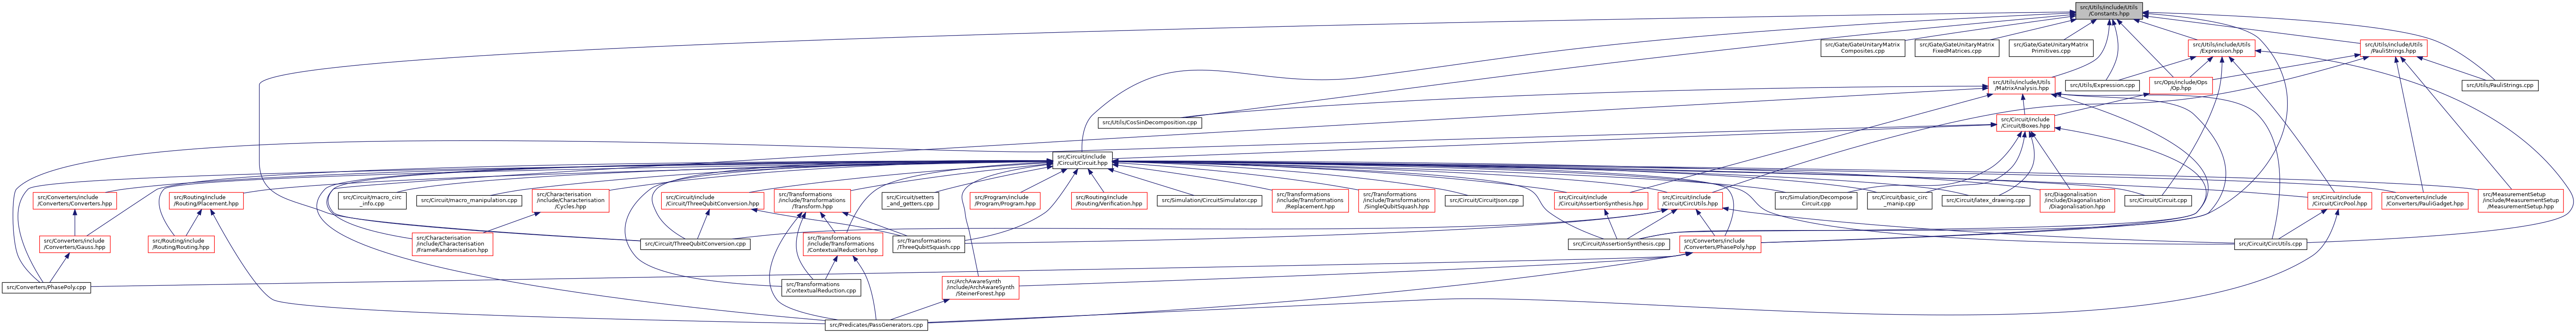 src/Utils/include/Utils
/Constants.hpp
src/Gate/GateUnitaryMatrix
Composites.cpp
src/Gate/GateUnitaryMatrix
FixedMatrices.cpp
src/Gate/GateUnitaryMatrix
Primitives.cpp
src/Utils/include/Utils
/Expression.hpp
src/Utils/include/Utils
/PauliStrings.hpp
src/Utils/include/Utils
/MatrixAnalysis.hpp
src/Utils/Expression.cpp
src/Ops/include/Ops
/Op.hpp
src/Utils/PauliStrings.cpp
src/Utils/CosSinDecomposition.cpp
src/Circuit/include
/Circuit/Boxes.hpp
src/Circuit/include
/Circuit/Circuit.hpp
src/Converters/include
/Converters/Converters.hpp
src/Routing/include
/Routing/Placement.hpp
src/Circuit/macro_circ
_info.cpp
src/Circuit/macro_manipulation.cpp
src/Characterisation
/include/Characterisation
/Cycles.hpp
src/Circuit/include
/Circuit/ThreeQubitConversion.hpp
src/Transformations
/include/Transformations
/Transform.hpp
src/Circuit/setters
_and_getters.cpp
src/Program/include
/Program/Program.hpp
src/Routing/include
/Routing/Verification.hpp
src/Simulation/CircuitSimulator.cpp
src/Transformations
/include/Transformations
/Replacement.hpp
src/Transformations
/include/Transformations
/SingleQubitSquash.hpp
src/Circuit/CircuitJson.cpp
src/Circuit/include
/Circuit/AssertionSynthesis.hpp
src/Circuit/include
/Circuit/CircUtils.hpp
src/Simulation/Decompose
Circuit.cpp
src/Circuit/basic_circ
_manip.cpp
src/Circuit/latex_drawing.cpp
src/Diagonalisation
/include/Diagonalisation
/Diagonalisation.hpp
src/Circuit/Circuit.cpp
src/Circuit/include
/Circuit/CircPool.hpp
src/Converters/include
/Converters/PauliGadget.hpp
src/MeasurementSetup
/include/MeasurementSetup
/MeasurementSetup.hpp
src/Converters/include
/Converters/Gauss.hpp
src/Routing/include
/Routing/Routing.hpp
src/Characterisation
/include/Characterisation
/FrameRandomisation.hpp
src/Circuit/ThreeQubitConversion.cpp
src/Transformations
/include/Transformations
/ContextualReduction.hpp
src/Transformations
/ThreeQubitSquash.cpp
src/Circuit/AssertionSynthesis.cpp
src/Converters/include
/Converters/PhasePoly.hpp
src/Circuit/CircUtils.cpp
src/Converters/PhasePoly.cpp
src/Transformations
/ContextualReduction.cpp
src/ArchAwareSynth
/include/ArchAwareSynth
/SteinerForest.hpp
src/Predicates/PassGenerators.cpp